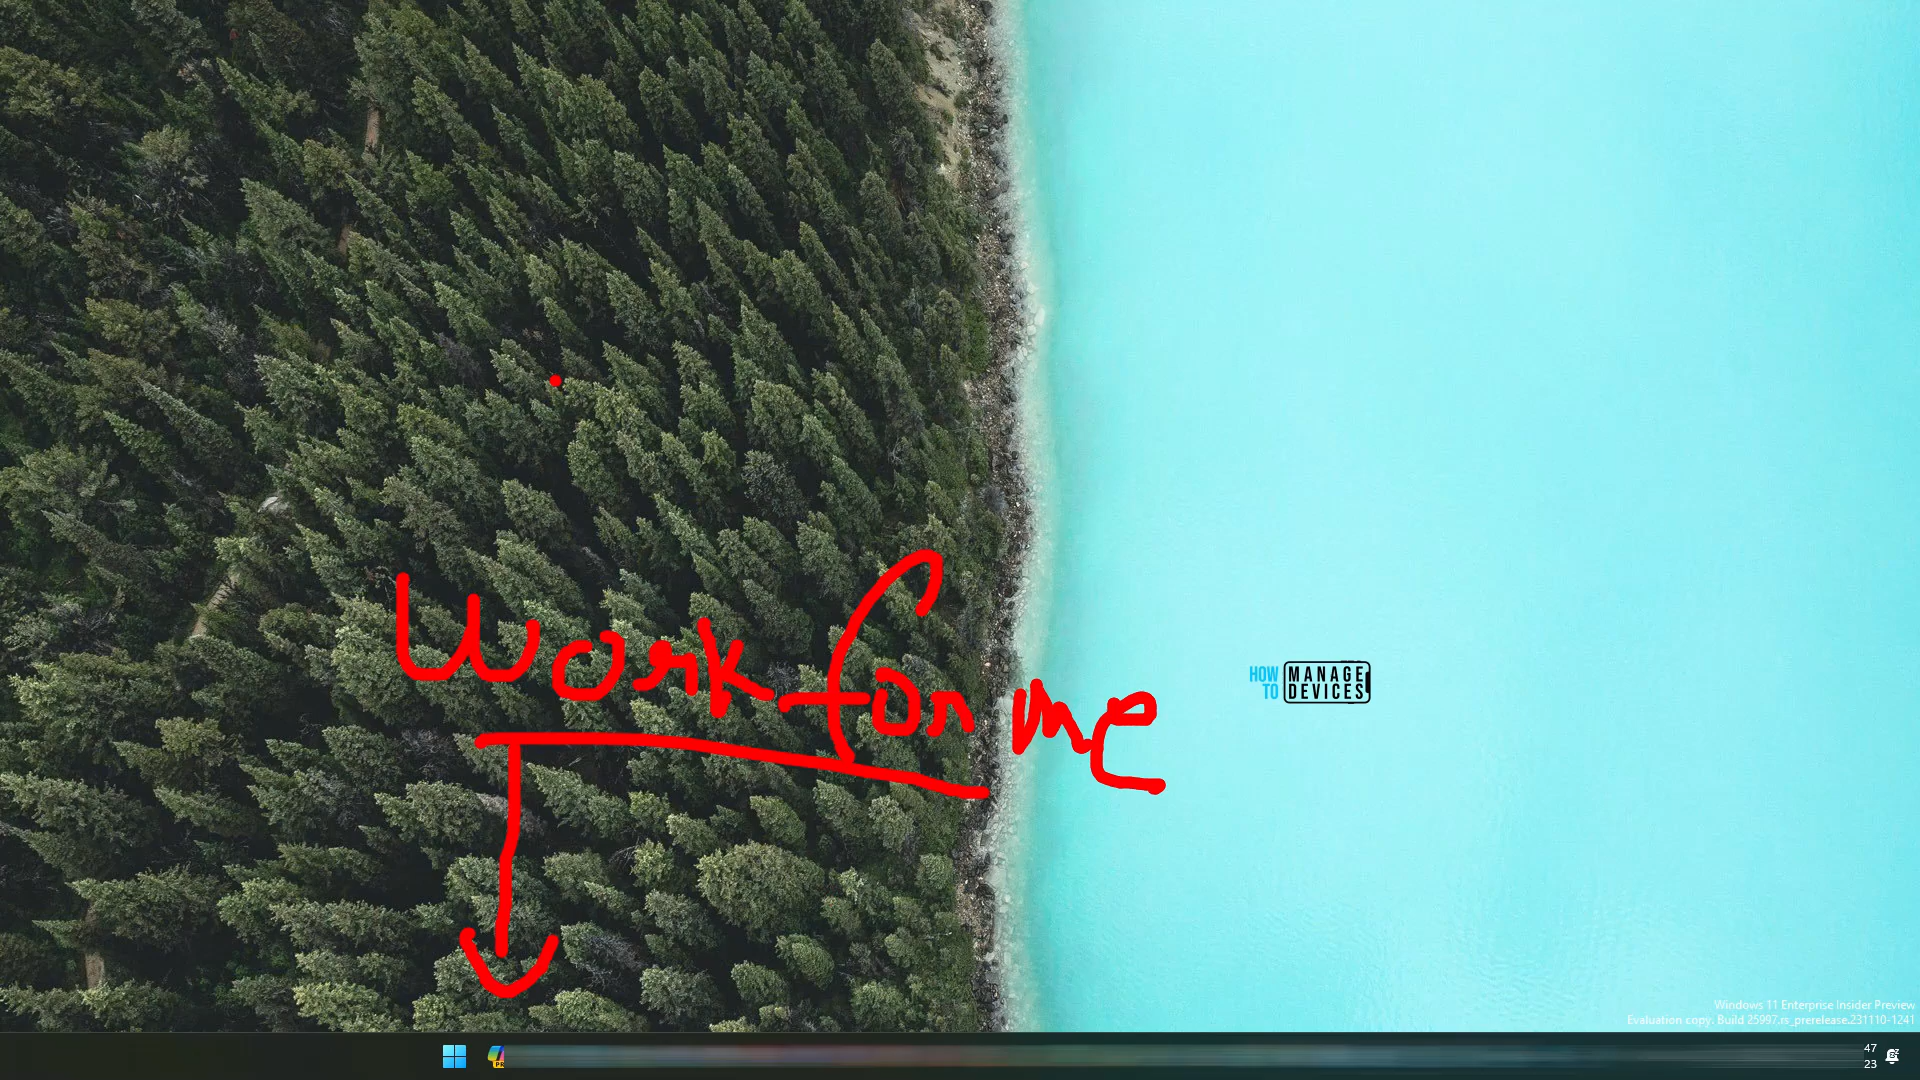 Work for me
HOW TO MANAGE DEVICES
Windows 11 Enterprise Insider Preview
Evaluation copy. Build 25997.rs_prerelease.231110-1241
47
23